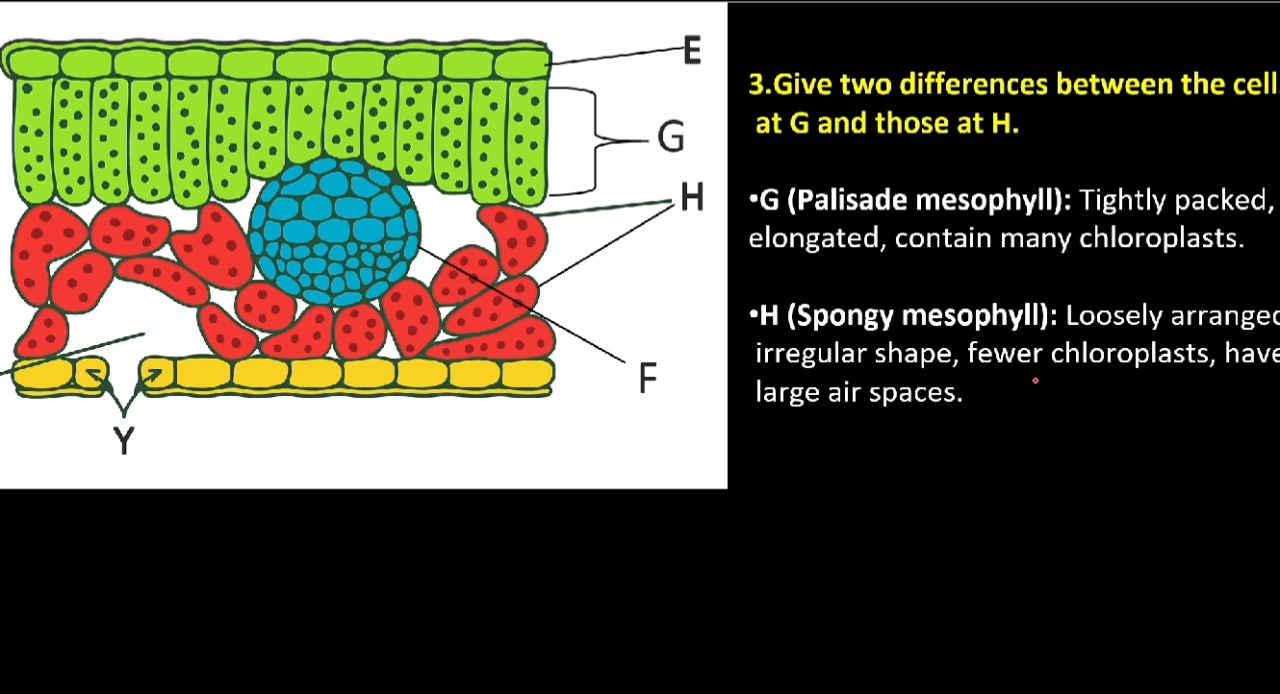 E
G
H
F
Y
3.Give two differences between the cell
at G and those at H.
•G (Palisade mesophyll): Tightly packed,
elongated, contain many chloroplasts.
•H (Spongy mesophyll): Loosely arranged
irregular shape, fewer chloroplasts, have
large air spaces.